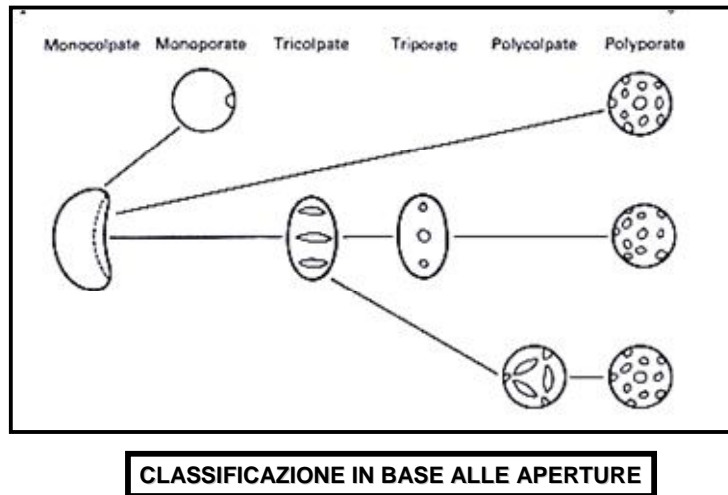 Monocolpate Monoporate Tricolpate Triporate Polycolpate Polyporate
CLASSIFICAZIONE IN BASE ALLE APERTURE